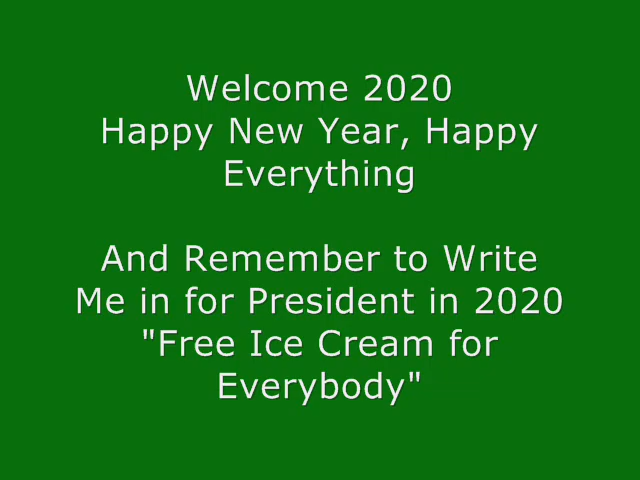 Welcome 2020
Happy New Year, Happy
Everything
And Remember to Write
Me in for President in 2020
"Free Ice Cream for
Everybody"